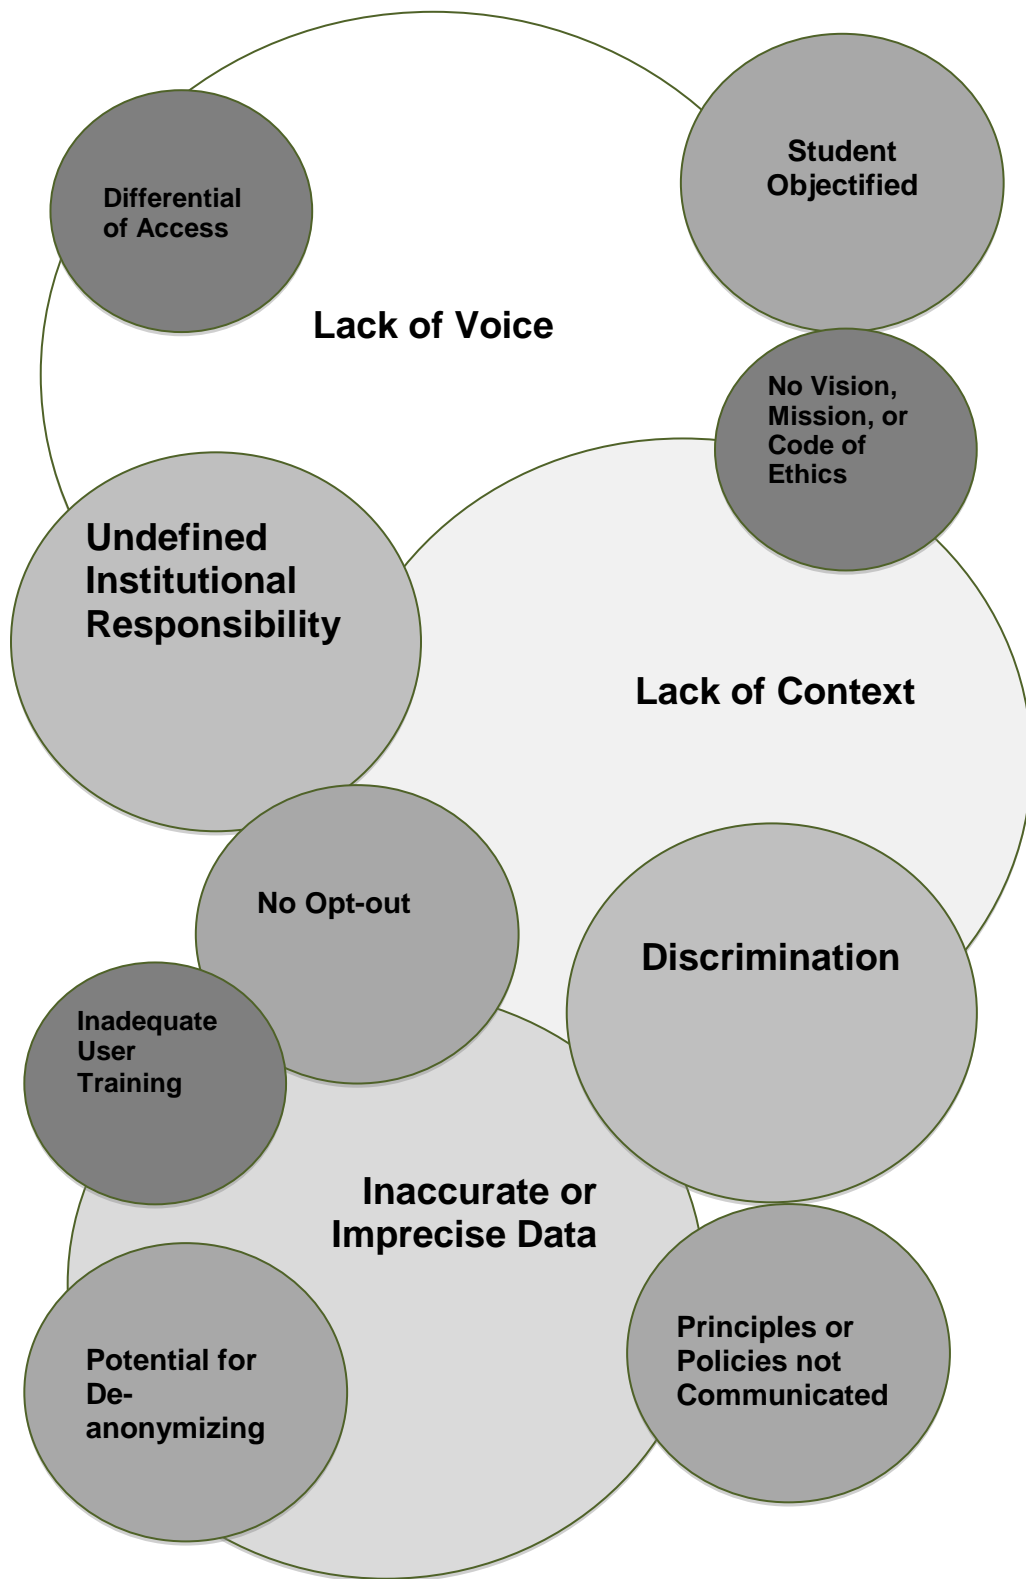 Student
Objectified
Differential
of Access
Lack of Voice
No Vision,
Mission, or
Code of
Ethics
Undefined
Institutional
Responsibility
Lack of Context
No Opt-out
Discrimination
Inadequate
User
Training
Inaccurate or
Imprecise Data
Principles or
Policies not
Communicated
Potential for
De-
anonymizing